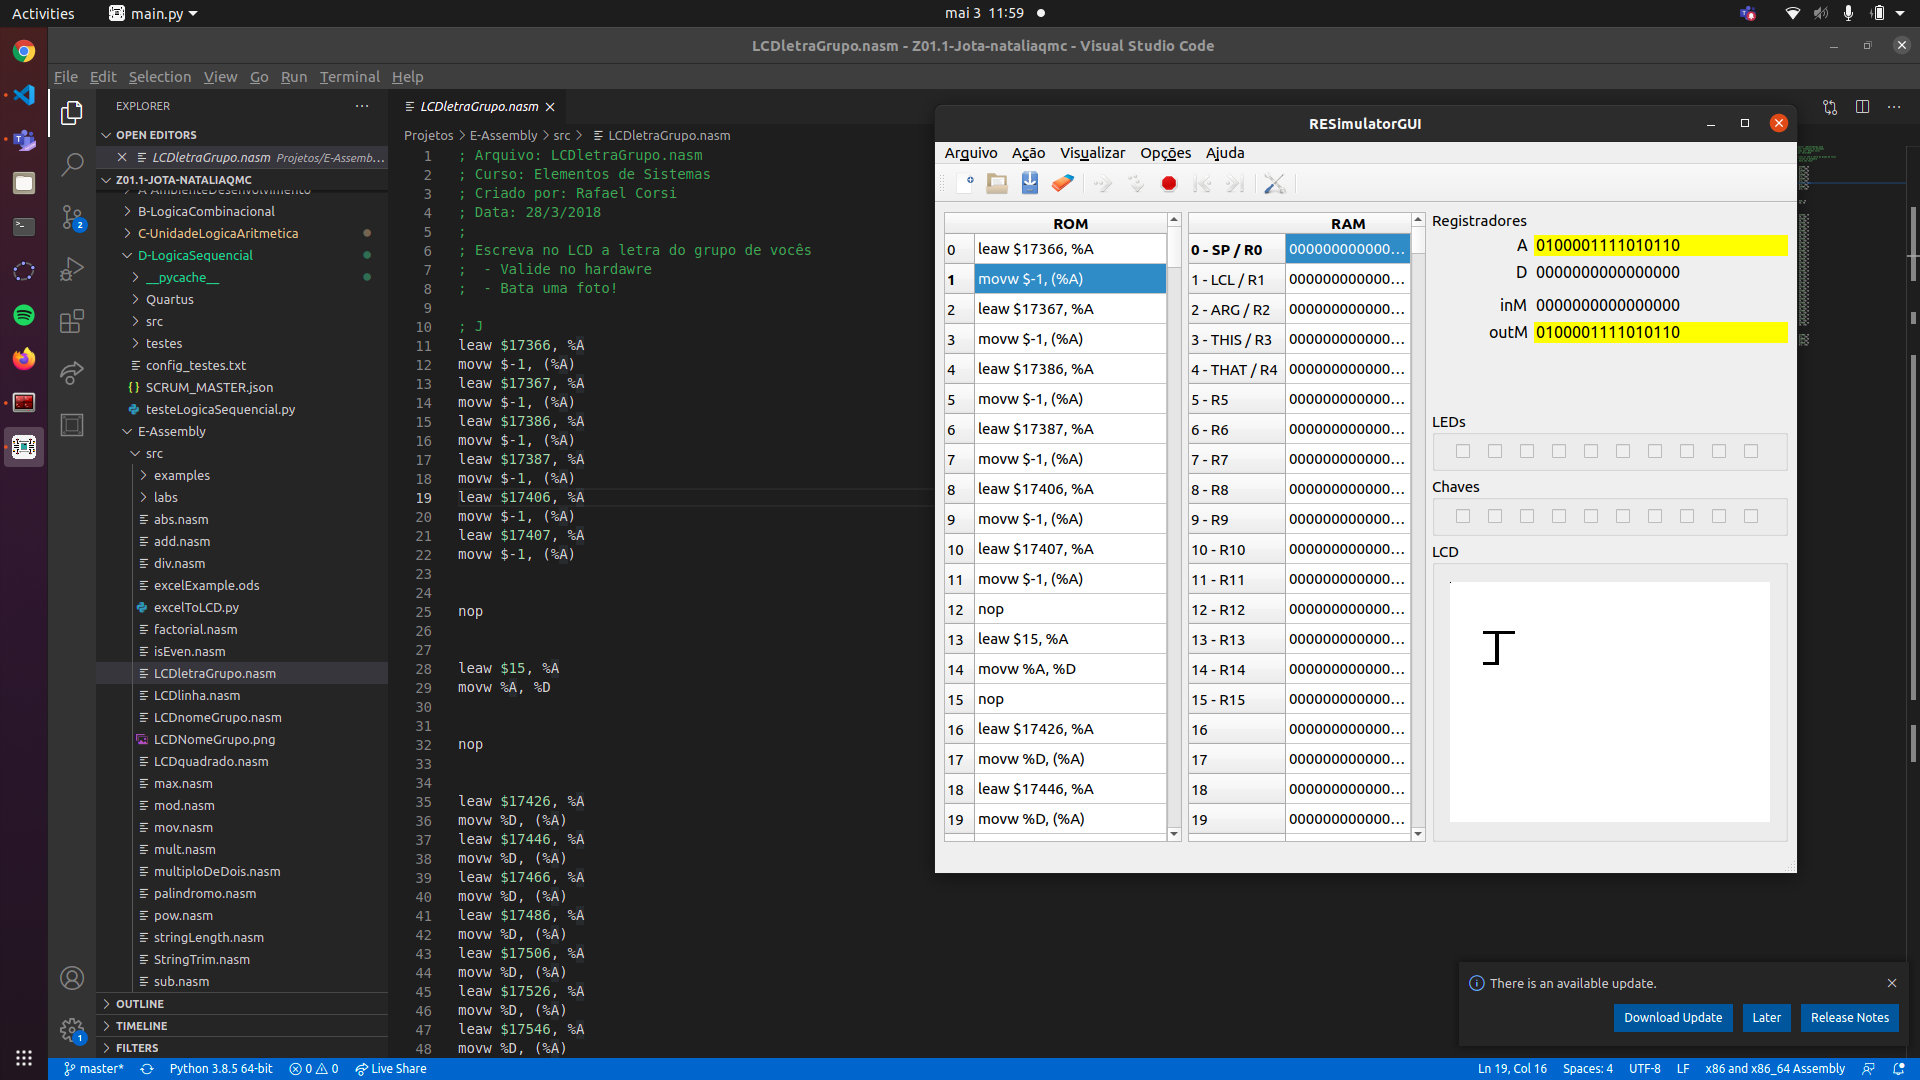 Activities
main.py
mai 3 11:59
LCDletraGrupo.nasm - Z01.1-Jota-nataliaqmc - Visual Studio Code
File Edit Selection View Go Run Terminal Help
EXPLORER
OPEN EDITORS
LCDletraGrupo.nasm Projetos/E-Assemb...
Z01.1-JOTA-NATALIAQMC
A-AmbienteDesenvolvimento
B-LogicaCombinacional
C-UnidadeLogicaAritmetica
D-LogicaSequencial
__pycache__
Quartus
src
testes
config_testes.txt
SCRUM_MASTER.json
testeLogicaSequencial.py
E-Assembly
src
examples
labs
abs.nasm
add.nasm
div.nasm
excelExample.ods
excelToLCD.py
factorial.nasm
isEven.nasm
LCDletraGrupo.nasm
LCDlinha.nasm
LCDnomeGrupo.nasm
LCDNomeGrupo.png
LCDquadrado.nasm
max.nasm
mod.nasm
mov.nasm
mult.nasm
multiploDeDois.nasm
palindromo.nasm
pow.nasm
stringLength.nasm
StringTrim.nasm
sub.nasm
OUTLINE
TIMELINE
FILTERS
LCDletraGrupo.nasm
Projetos > E-Assembly > src > LCDletraGrupo.nasm
1 ; Arquivo: LCDletraGrupo.nasm
2 ; Curso: Elementos de Sistemas
3 ; Criado por: Rafael Corsi
4 ; Data: 28/3/2018
5 ;
6 ; Escreva no LCD a letra do grupo de vocês
7 ;  - Valide no hardawre
8 ;  - Bata uma foto!
9
10 ; J
11 leaw $17366, %A
12 movw $-1, (%A)
13 leaw $17367, %A
14 movw $-1, (%A)
15 leaw $17386, %A
16 movw $-1, (%A)
17 leaw $17387, %A
18 movw $-1, (%A)
19 leaw $17406, %A
20 movw $-1, (%A)
21 leaw $17407, %A
22 movw $-1, (%A)
23
24
25 nop
26
27
28 leaw $15, %A
29 movw %A, %D
30
31
32 nop
33
34
35 leaw $17426, %A
36 movw %D, (%A)
37 leaw $17446, %A
38 movw %D, (%A)
39 leaw $17466, %A
40 movw %D, (%A)
41 leaw $17486, %A
42 movw %D, (%A)
43 leaw $17506, %A
44 movw %D, (%A)
45 leaw $17526, %A
46 movw %D, (%A)
47 leaw $17546, %A
48 movw %D, (%A)
RESimulatorGUI
Arquivo Ação Visualizar Opções Ajuda
ROM
0 leaw $17366, %A
1 movw $-1, (%A)
2 leaw $17367, %A
3 movw $-1, (%A)
4 leaw $17386, %A
5 movw $-1, (%A)
6 leaw $17387, %A
7 movw $-1, (%A)
8 leaw $17406, %A
9 movw $-1, (%A)
10 leaw $17407, %A
11 movw $-1, (%A)
12 nop
13 leaw $15, %A
14 movw %A, %D
15 nop
16 leaw $17426, %A
17 movw %D, (%A)
18 leaw $17446, %A
19 movw %D, (%A)
RAM
0 - SP / R0 000000000000...
1 - LCL / R1 000000000000...
2 - ARG / R2 000000000000...
3 - THIS / R3 000000000000...
4 - THAT / R4 000000000000...
5 - R5 000000000000...
6 - R6 000000000000...
7 - R7 000000000000...
8 - R8 000000000000...
9 - R9 000000000000...
10 - R10 000000000000...
11 - R11 000000000000...
12 - R12 000000000000...
13 - R13 000000000000...
14 - R14 000000000000...
15 - R15 000000000000...
16 000000000000...
17 000000000000...
18 000000000000...
19 000000000000...
Registradores
A 0100001111010110
D 0000000000000000
inM 0000000000000000
outM 0100001111010110
LEDs
Chaves
LCD
There is an available update.
Download Update
Later
Release Notes
2
1
master*
Python 3.8.5 64-bit
0 0
Live Share
Ln 19, Col 16
Spaces: 4
UTF-8
LF
x86 and x86_64 Assembly